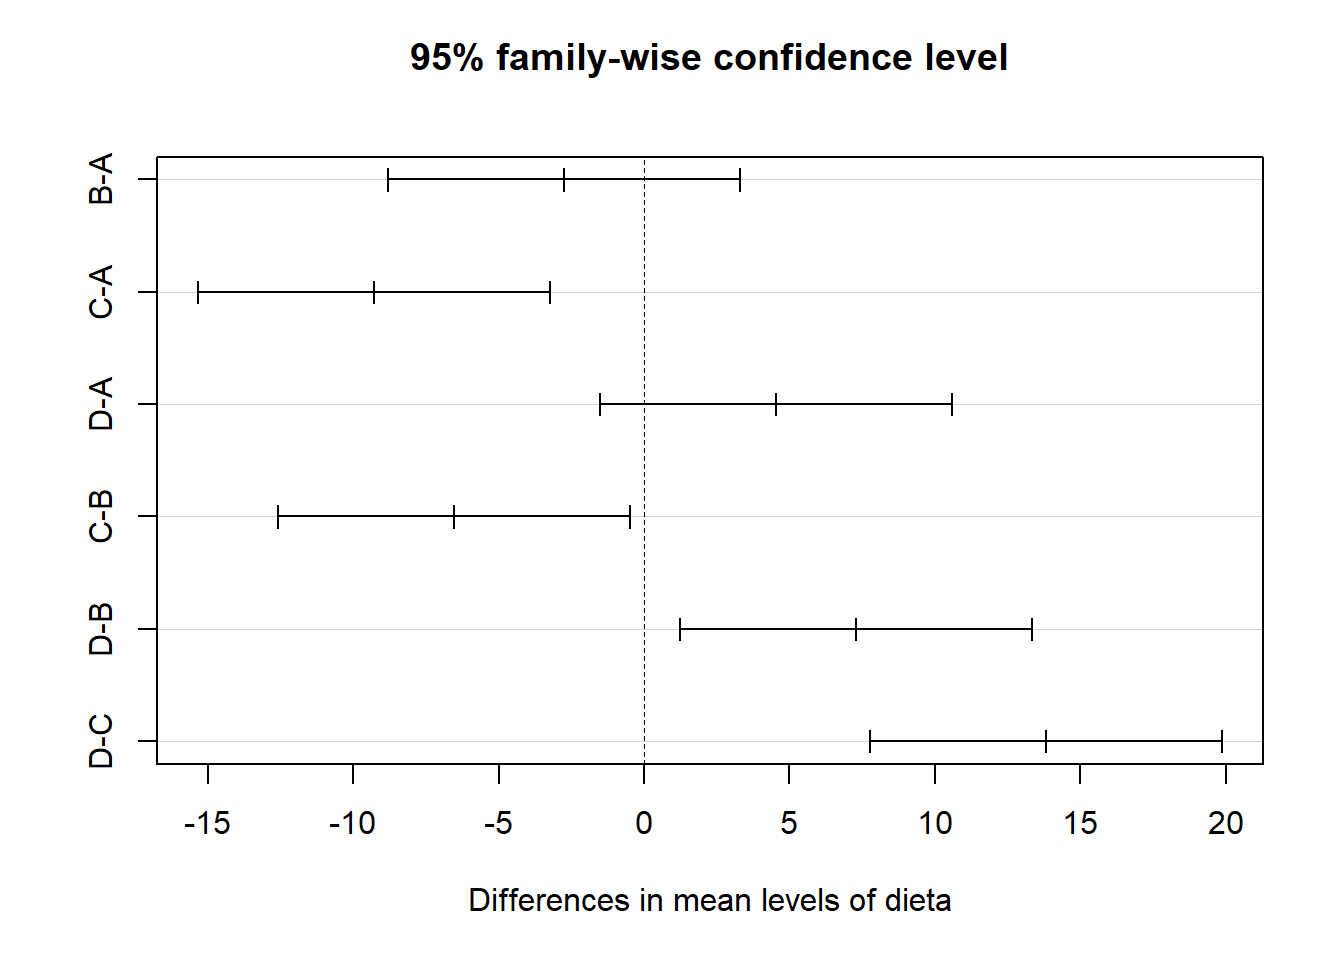 95% family-wise confidence level
B-A
C-A
D-A
C-B
D-B
D-C
-15 -10 -5 0 5 10 15 20
Differences in mean levels of dieta